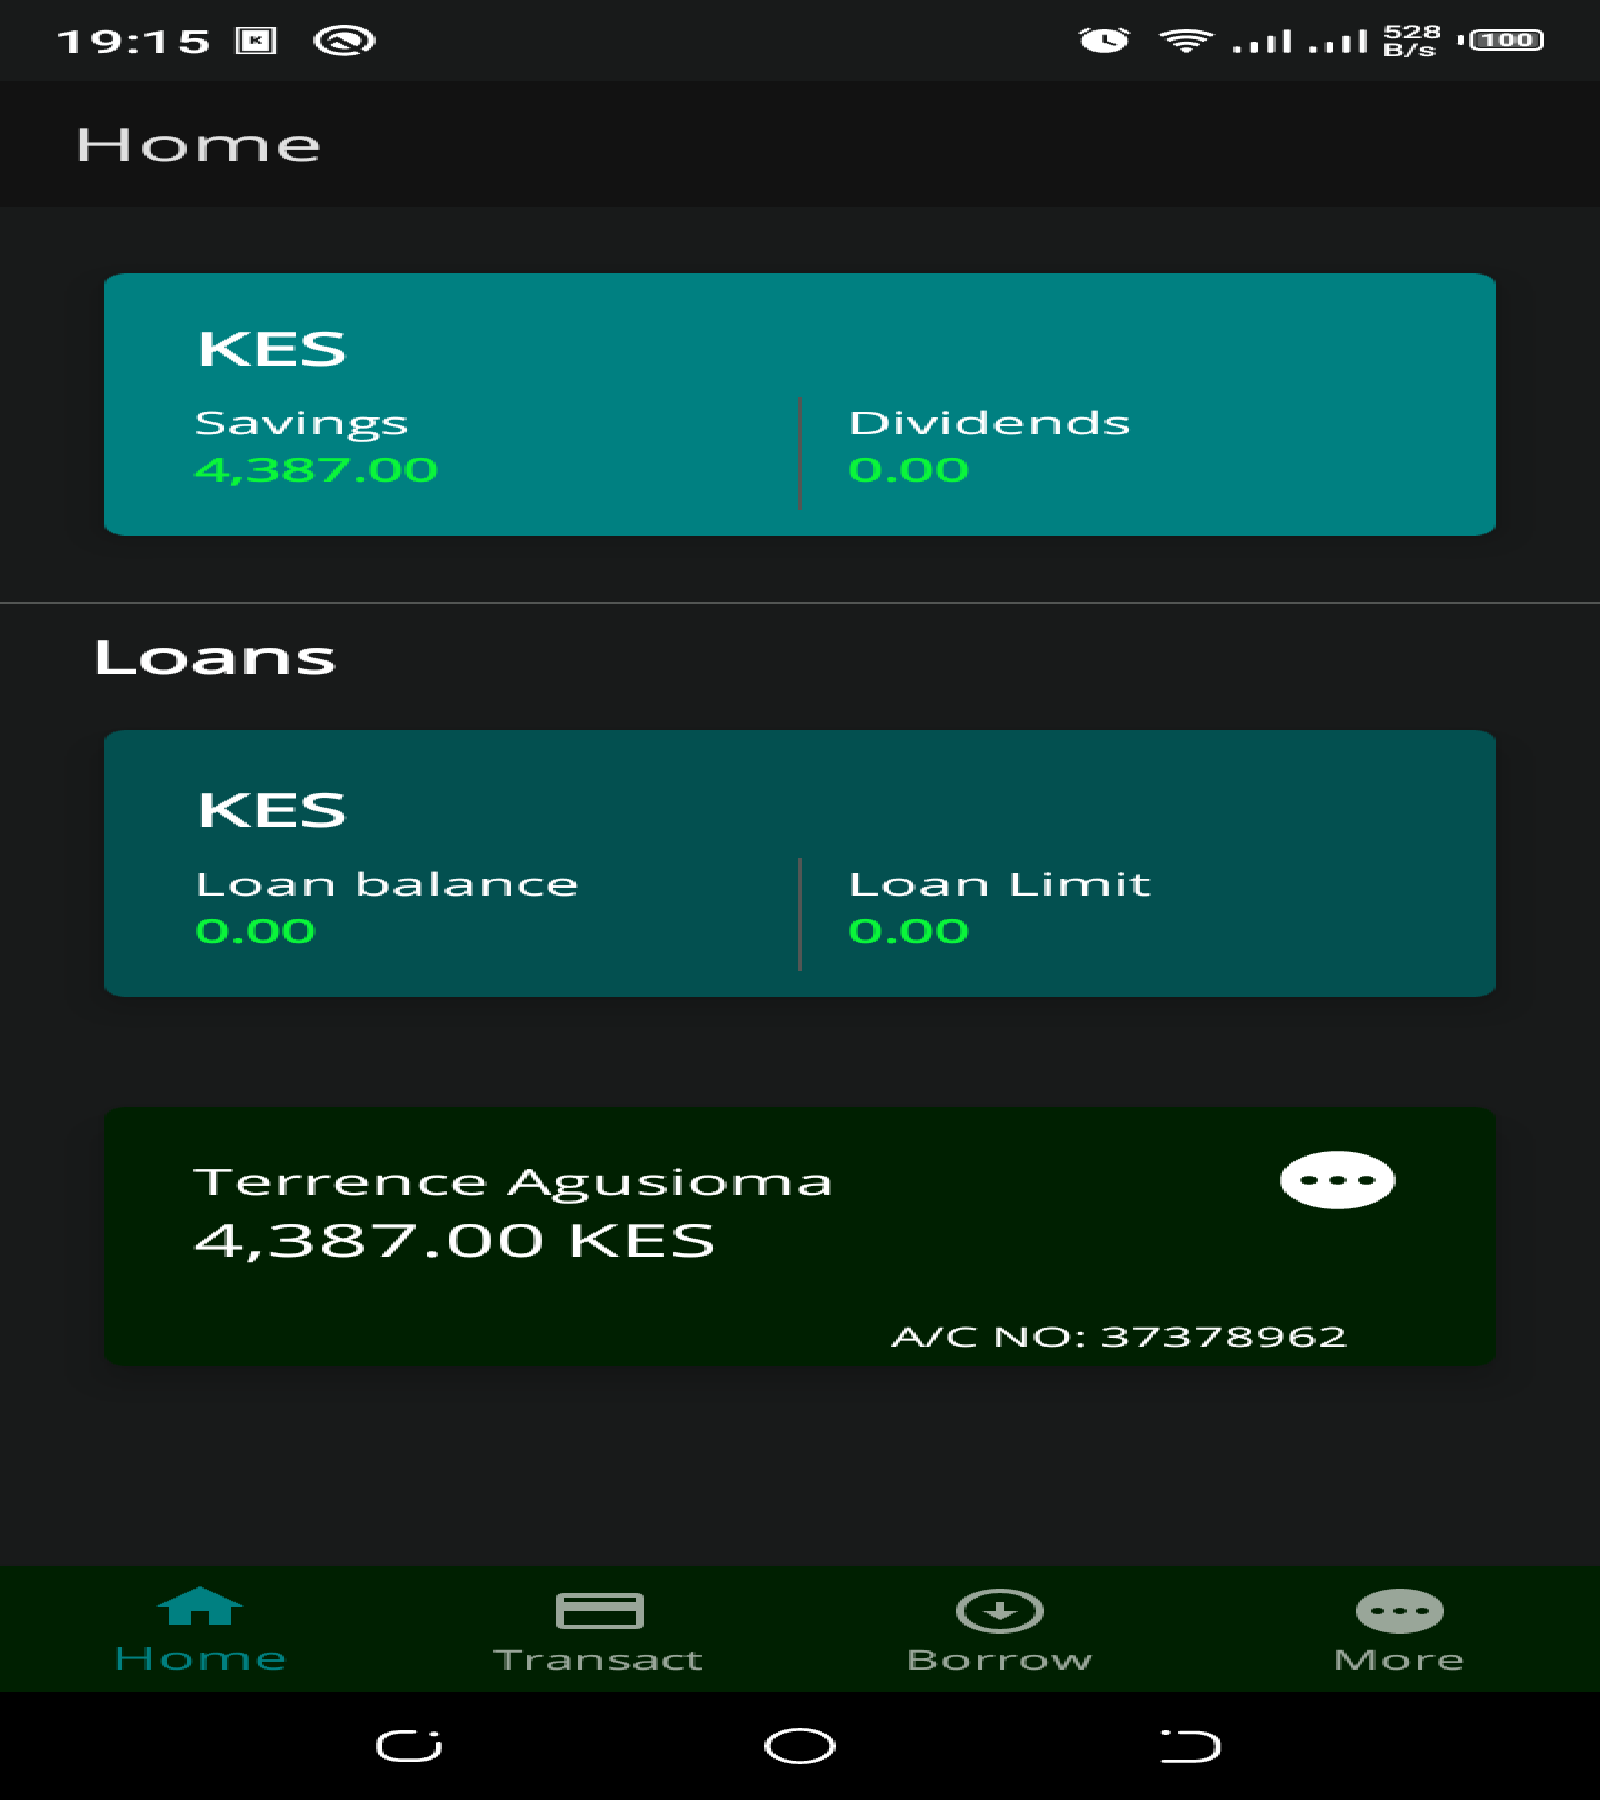 19:15 K 528 B/s 100
Home
KES
Savings Dividends
4,387.00 0.00
Loans
KES
Loan balance Loan Limit
0.00 0.00
Terrence Agusioma
4,387.00 KES
A/C NO: 37378962
Home Transact Borrow More